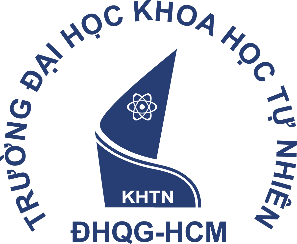 TRƯỜNG ĐẠI HỌC KHOA HỌC TỰ NHIÊN
KHTN
ĐHQG-HCM